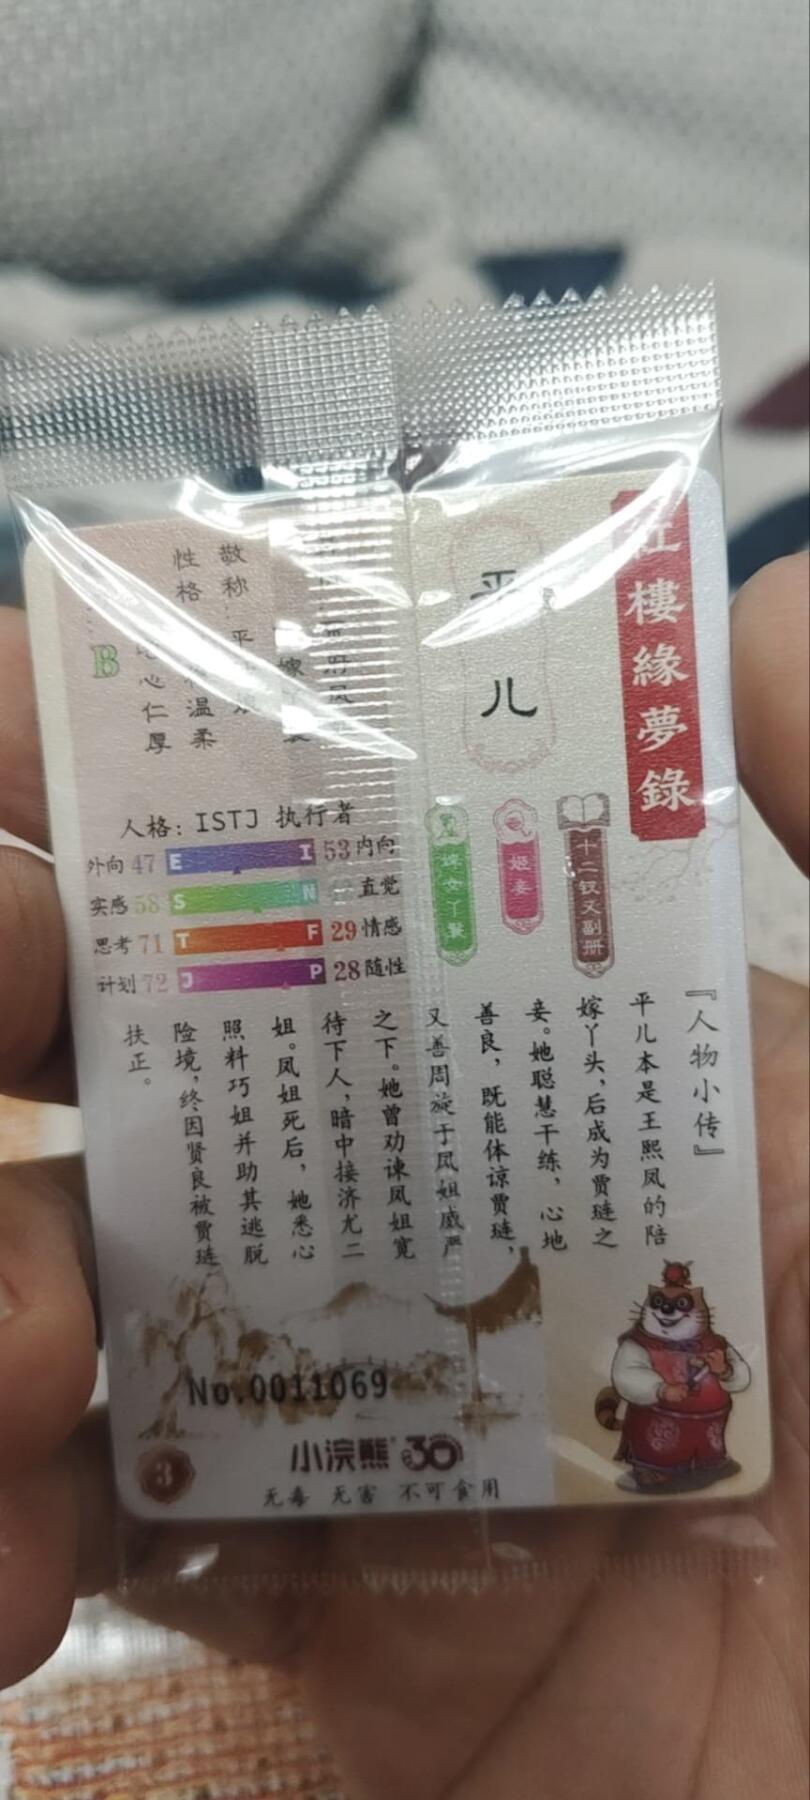 紅樓緣夢錄
平儿
十二钗又副册
姬妾
婢女丫鬟
敬称：平
性格
温柔
心仁厚
B
人格：ISTJ 执行者
外向 47 E I 53 内向
实感 58 S N 直觉
思考 71 T F 29 情感
计划 72 J P 28 随性
『人物小传』
平儿本是王熙凤的陪
嫁丫头，后成为贾琏之
妾。她聪慧干练，心地
善良，既能体谅贾琏，
又善周旋于凤姐威严
之下。她曾劝谏凤姐宽
待下人，暗中接济尤二
姐。凤姐死后，她悉心
照料巧姐并助其逃脱
险境，终因贤良被贾琏
扶正。
No.0011069
3
小浣熊 30
无毒 无害 不可食用